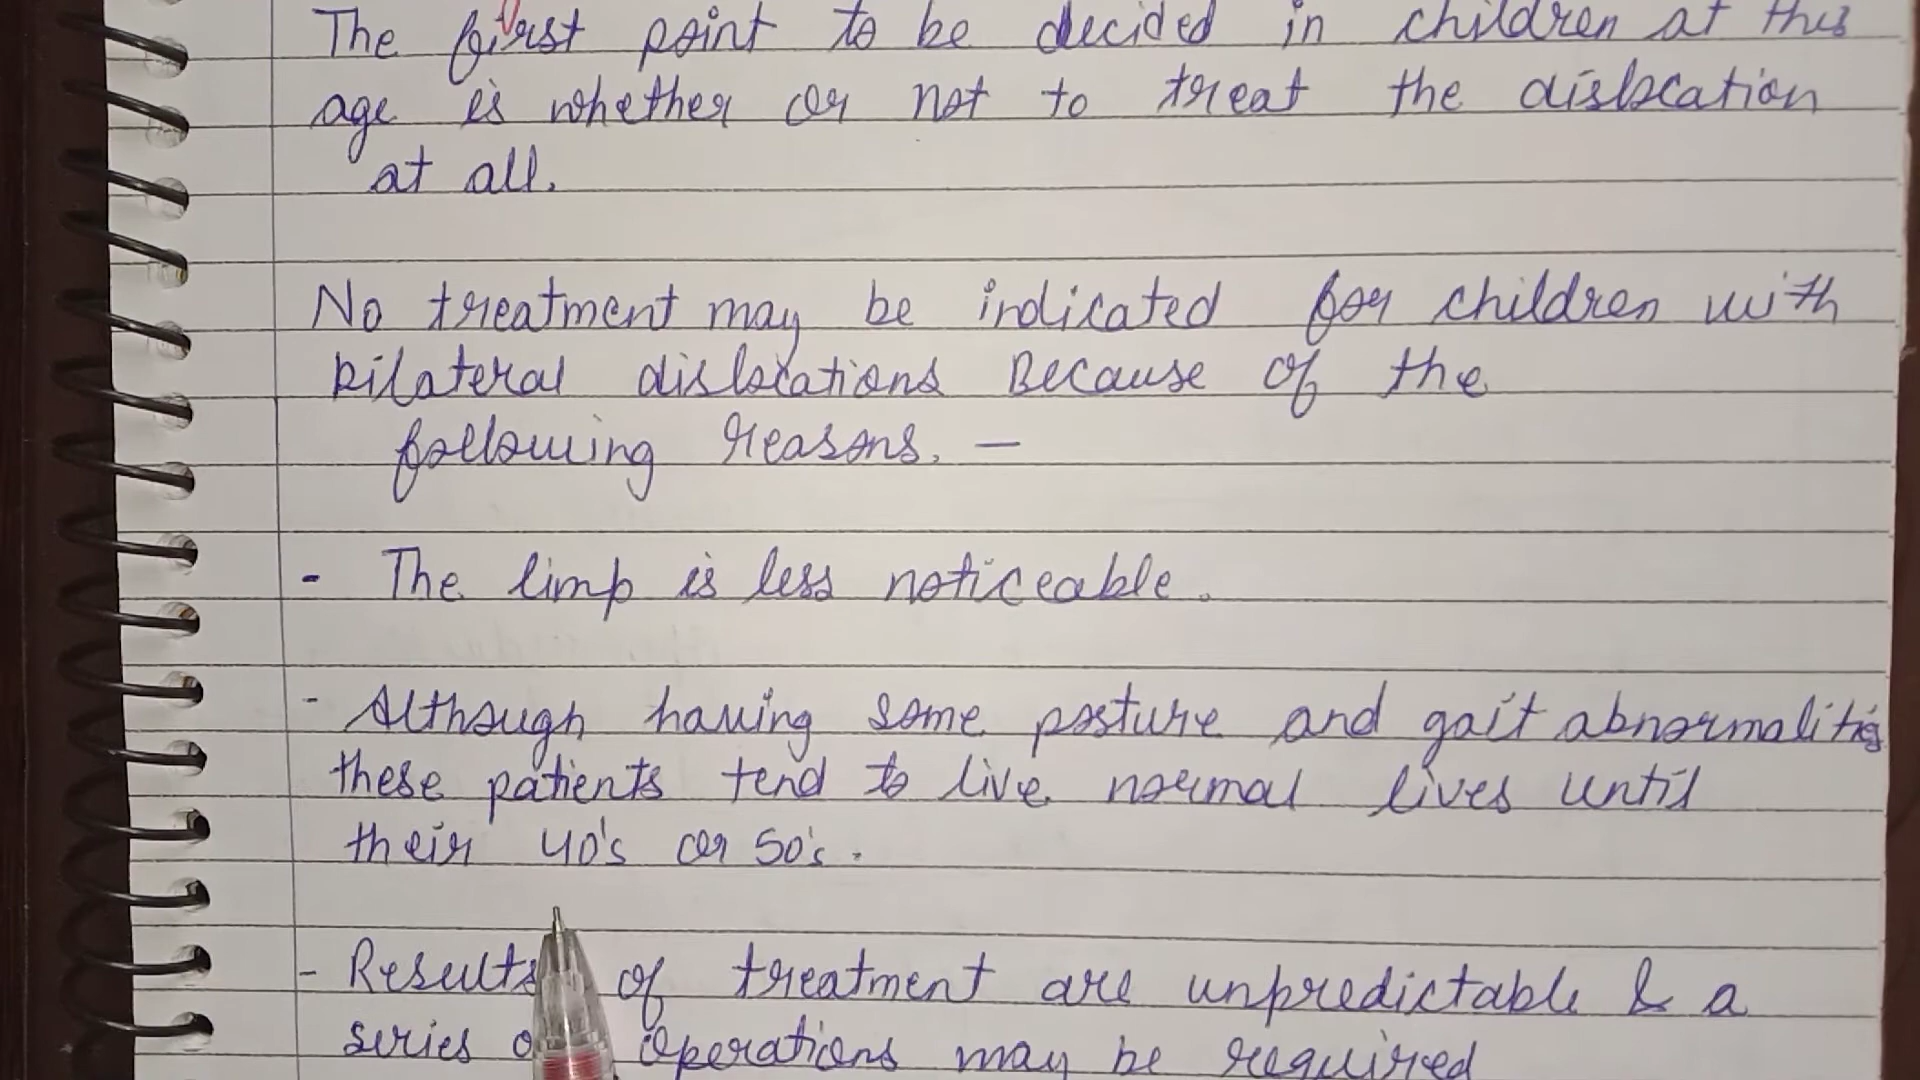 The first point to be decided in children at this
age is whether or not to treat the dislocation
at all.
No treatment may be indicated for children with
bilateral dislocations Because of the
following reasons. —
- The limp is less noticeable.
- Although having some posture and gait abnormalities
these patients tend to live normal lives until
their 40's or 50's.
- Results of treatment are unpredictable & a
series operations may be required